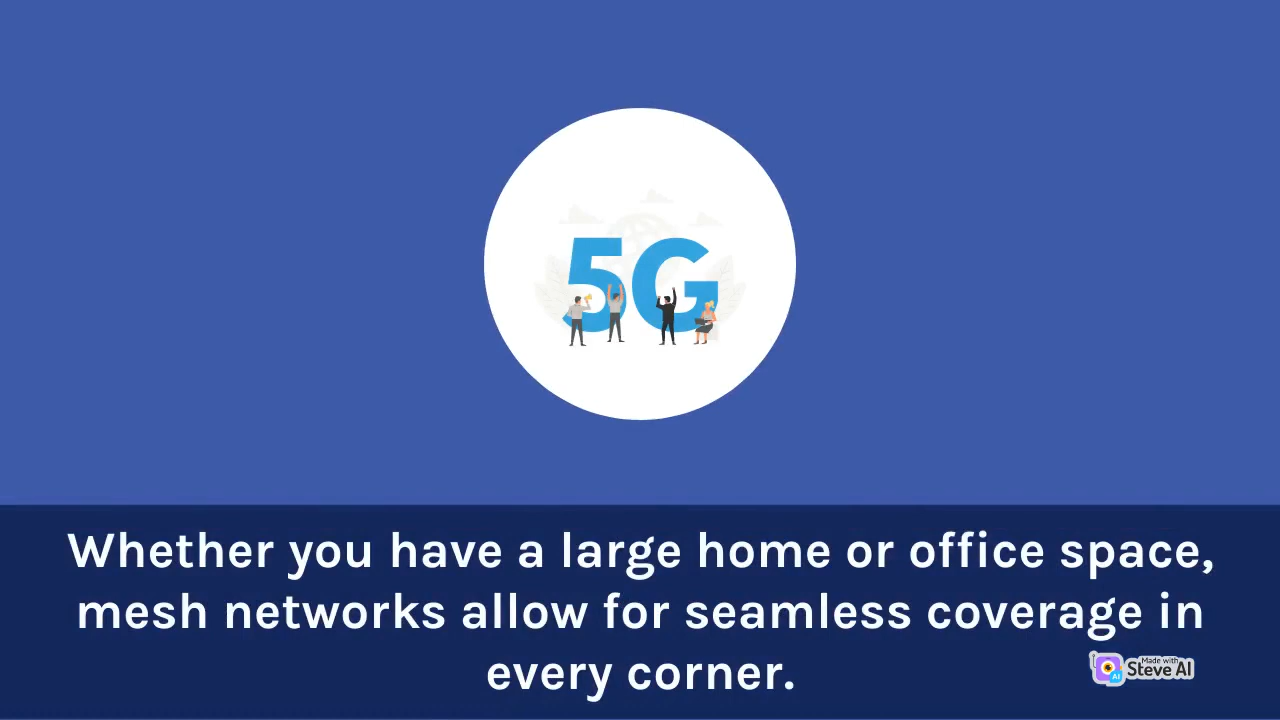 5G
Whether you have a large home or office space,
mesh networks allow for seamless coverage in
every corner.
Made with
Steve AI
AI